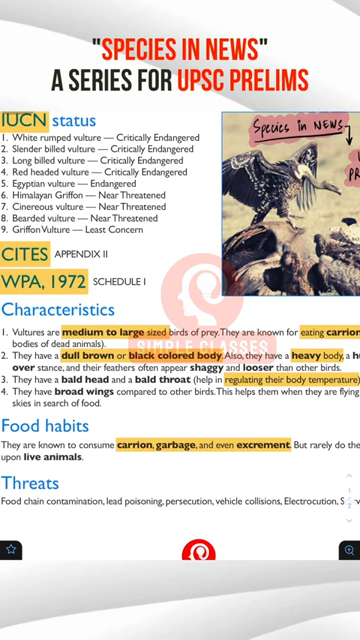 "SPECIES IN NEWS"
A SERIES FOR UPSC PRELIMS
IUCN status
1. White rumped vulture — Critically Endangered
2. Slender billed vulture — Critically Endangered
3. Long billed vulture — Critically Endangered
4. Red headed vulture — Critically Endangered
5. Egyptian vulture — Endangered
6. Himalayan Griffon — Near Threatened
7. Cinereous vulture — Near Threatened
8. Bearded vulture — Near Threatened
9. Griffon Vulture — Least Concern
Species in NEWS
CITES APPENDIX II
WPA, 1972 SCHEDULE I
SIMPLE CLASSES
Characteristics
1. Vultures are medium to large sized birds of prey. They are known for eating carrion
bodies of dead animals).
2. They have a dull brown or black colored body. Also, they have a heavy body, a
over stance, and their feathers often appear shaggy and looser than other birds.
3. They have a bald head and a bald throat (help in regulating their body temperature)
4. They have broad wings compared to other birds. This helps them when they are flying
skies in search of food.
Food habits
They are known to consume carrion, garbage, and even excrement. But rarely do the
upon live animals.
Threats
Food chain contamination, lead poisoning, persecution, vehicle collisions, Electrocution,
1
2